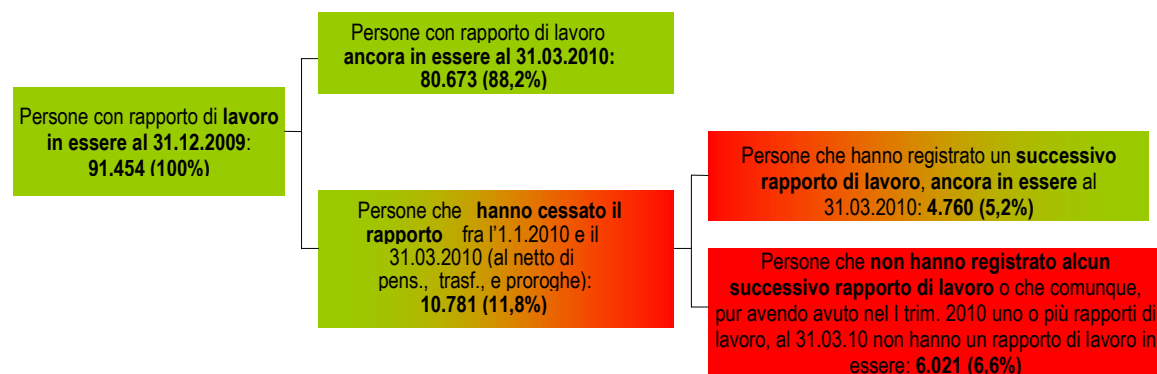 Persone con rapporto di lavoro
ancora in essere al 31.03.2010:
80.673 (88,2%)
Persone con rapporto di lavoro
in essere al 31.12.2009:
91.454 (100%)
Persone che hanno cessato il
rapporto fra l'1.1.2010 e il
31.03.2010 (al netto di
pens., trasf., e proroghe):
10.781 (11,8%)
Persone che hanno registrato un successivo
rapporto di lavoro, ancora in essere al
31.03.2010: 4.760 (5,2%)
Persone che non hanno registrato alcun
successivo rapporto di lavoro o che comunque,
pur avendo avuto nel I trim. 2010 uno o più rapporti di
lavoro, al 31.03.10 non hanno un rapporto di lavoro in
essere: 6.021 (6,6%)